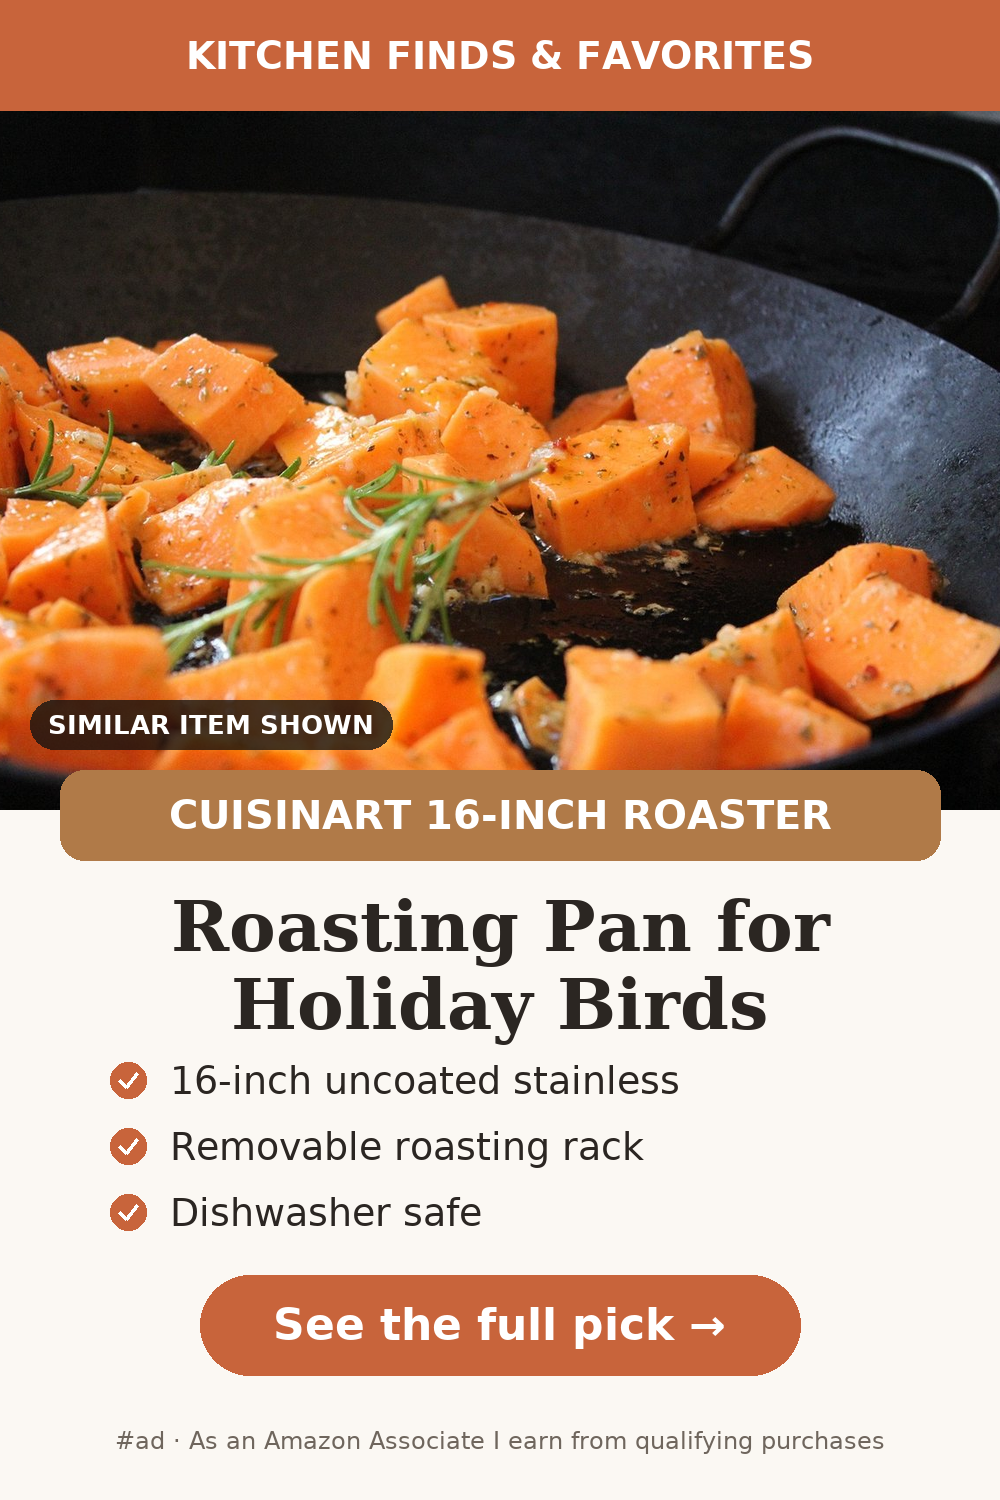 KITCHEN FINDS & FAVORITES
SIMILAR ITEM SHOWN
CUISINART 16-INCH ROASTER
Roasting Pan for
Holiday Birds
16-inch uncoated stainless
Removable roasting rack
Dishwasher safe
See the full pick →
#ad · As an Amazon Associate I earn from qualifying purchases